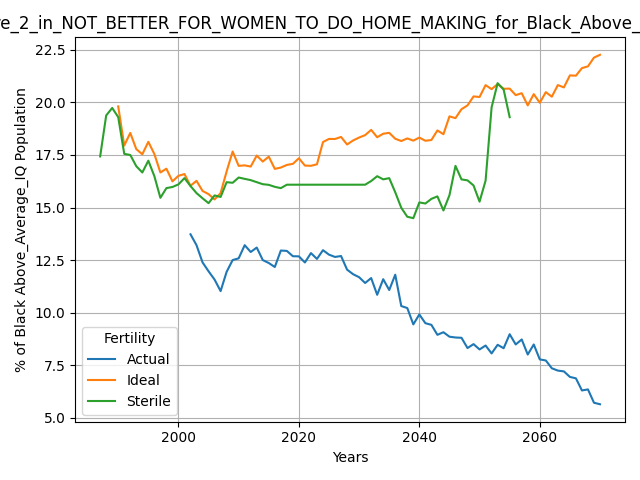 re_2_in_NOT_BETTER_FOR_WOMEN_TO_DO_HOME_MAKING_for_Black_Above_
% of Black Above_Average_IQ Population
22.5
20.0
17.5
15.0
12.5
10.0
7.5
5.0
Fertility
Actual
Ideal
Sterile
2000 2020 2040 2060
Years